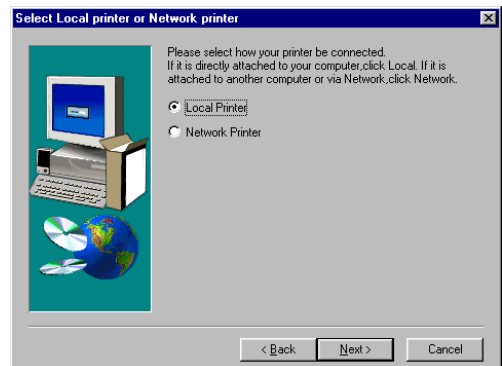 Select Local printer or Network printer
Please select how your printer be connected.
If it is directly attached to your computer,click Local. If it is
attached to another computer or via Network,click Network.
Local Printer
Network Printer
< Back
Next >
Cancel